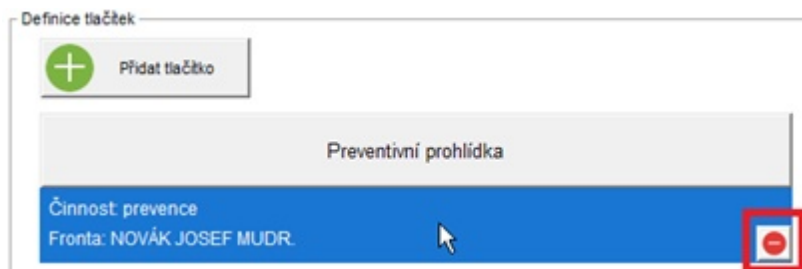 Definice tlačítek
Přidat tlačítko
Preventivní prohlídka
Činnost: prevence
Fronta: NOVÁK JOSEF MUDR.